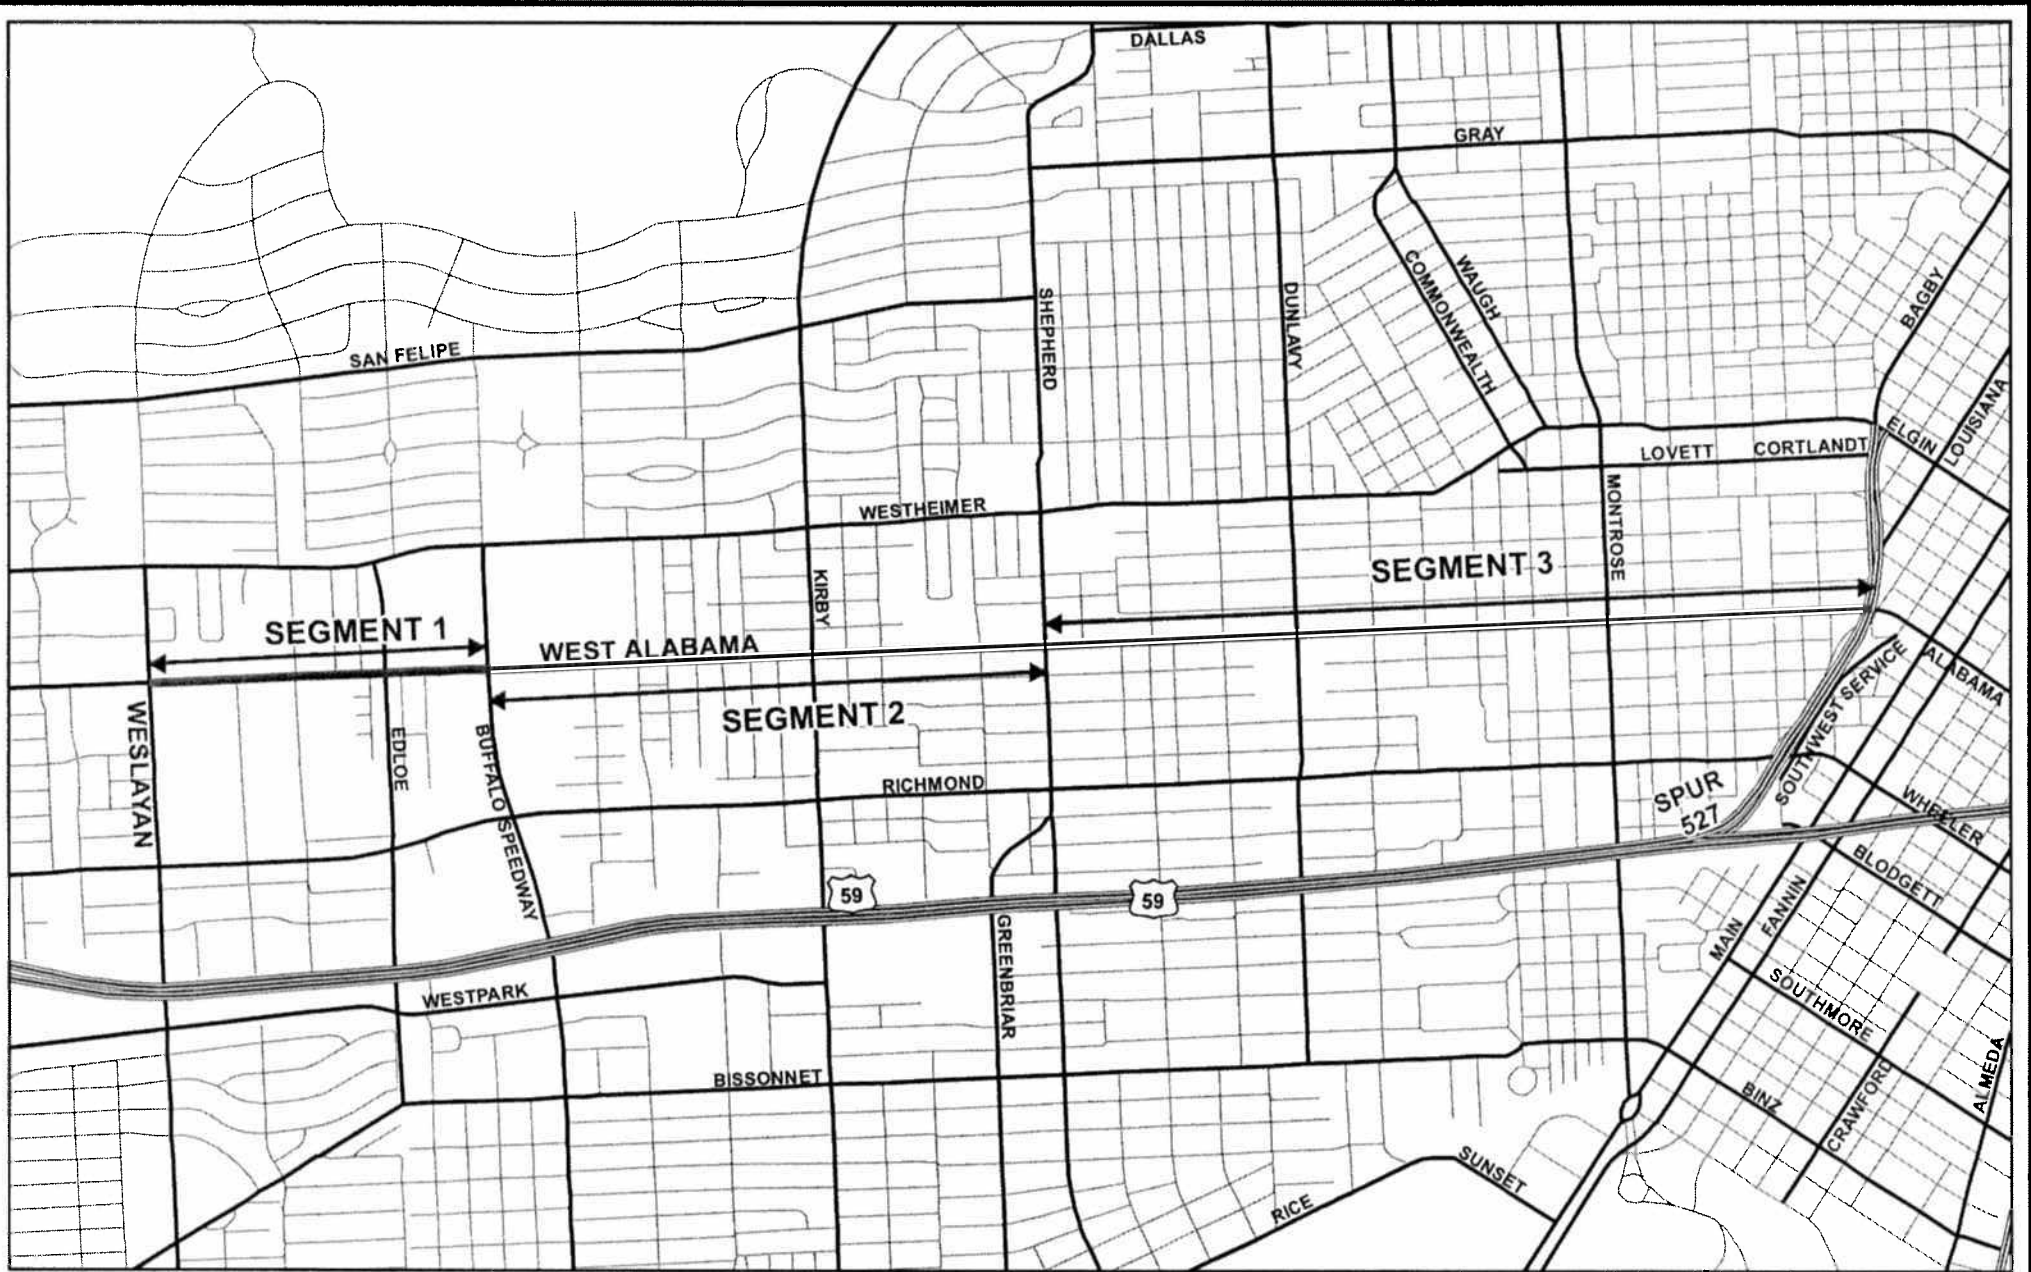 DALLAS
GRAY
SAN FELIPE
SHEPHERD
DUNLAVY
COMMONWEALTH
WAUGH
BAGBY
LOUISIANA
ELGIN
LOVETT
CORTLANDT
WESTHEIMER
MONTROSE
KIRBY
SEGMENT 3
SEGMENT 1
WEST ALABAMA
SEGMENT 2
ALABAMA
SOUTHWEST SERVICE
WESLAYAN
EDLOE
BUFFALO SPEEDWAY
RICHMOND
SPUR
527
WHEELER
BLODGETT
59
59
GREENBRIAR
MAIN
FANNIN
SOUTHMORE
WESTPARK
BISSONNET
BINZ
CRAWFORD
ALMEDA
SUNSET
RICE